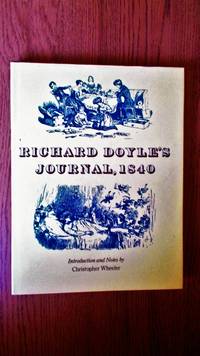 RICHARD DOYLE'S
JOURNAL, 1840
Introduction and Notes by
Christopher Wheeler